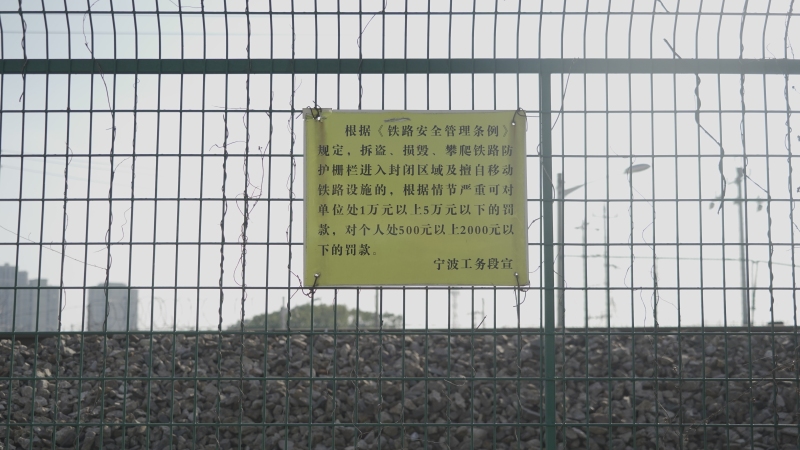 根据《铁路安全管理条例》
规定，拆盗、损毁、攀爬铁路防
护栅栏进入封闭区域及擅自移动
铁路设施的，根据情节严重可对
单位处1万元以上5万元以下的罚
款，对个人处500元以上2000元以
下的罚款。
宁波工务段宣